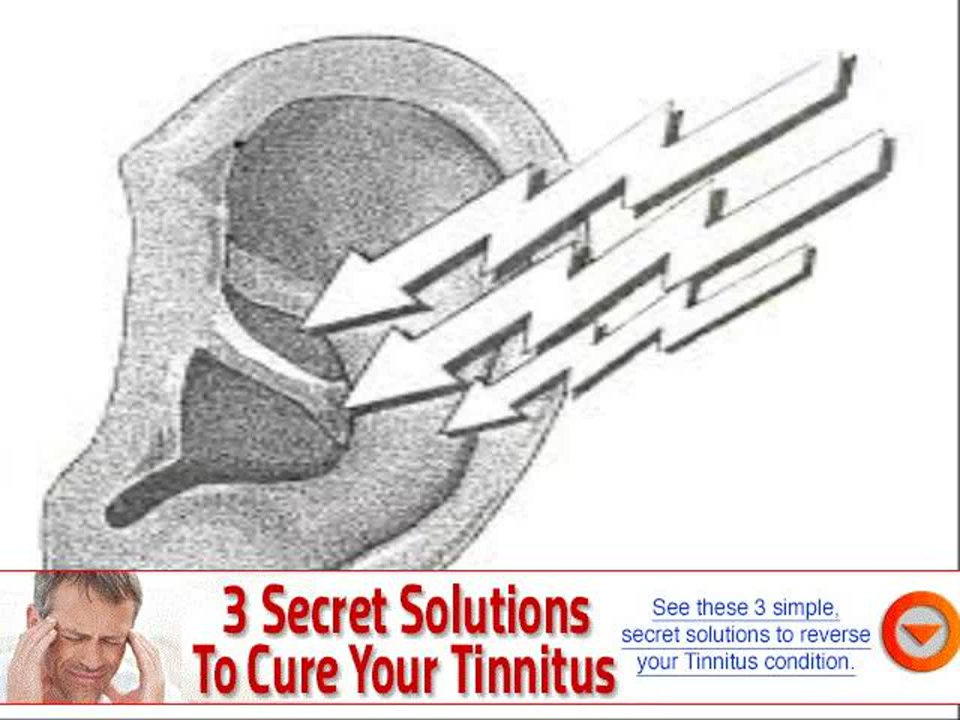 3 Secret Solutions
To Cure Your Tinnitus
See these 3 simple,
secret solutions to reverse
your Tinnitus condition.